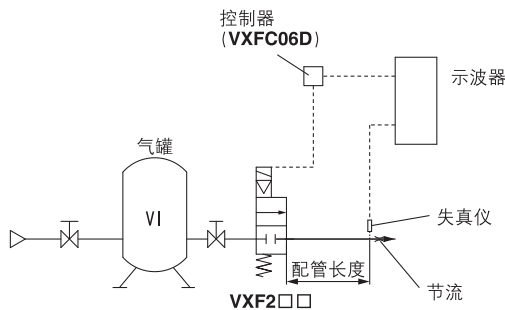 控制器
(VXFC06D)
示波器
气罐
VI
失真仪
配管长度
节流
VXF2□□